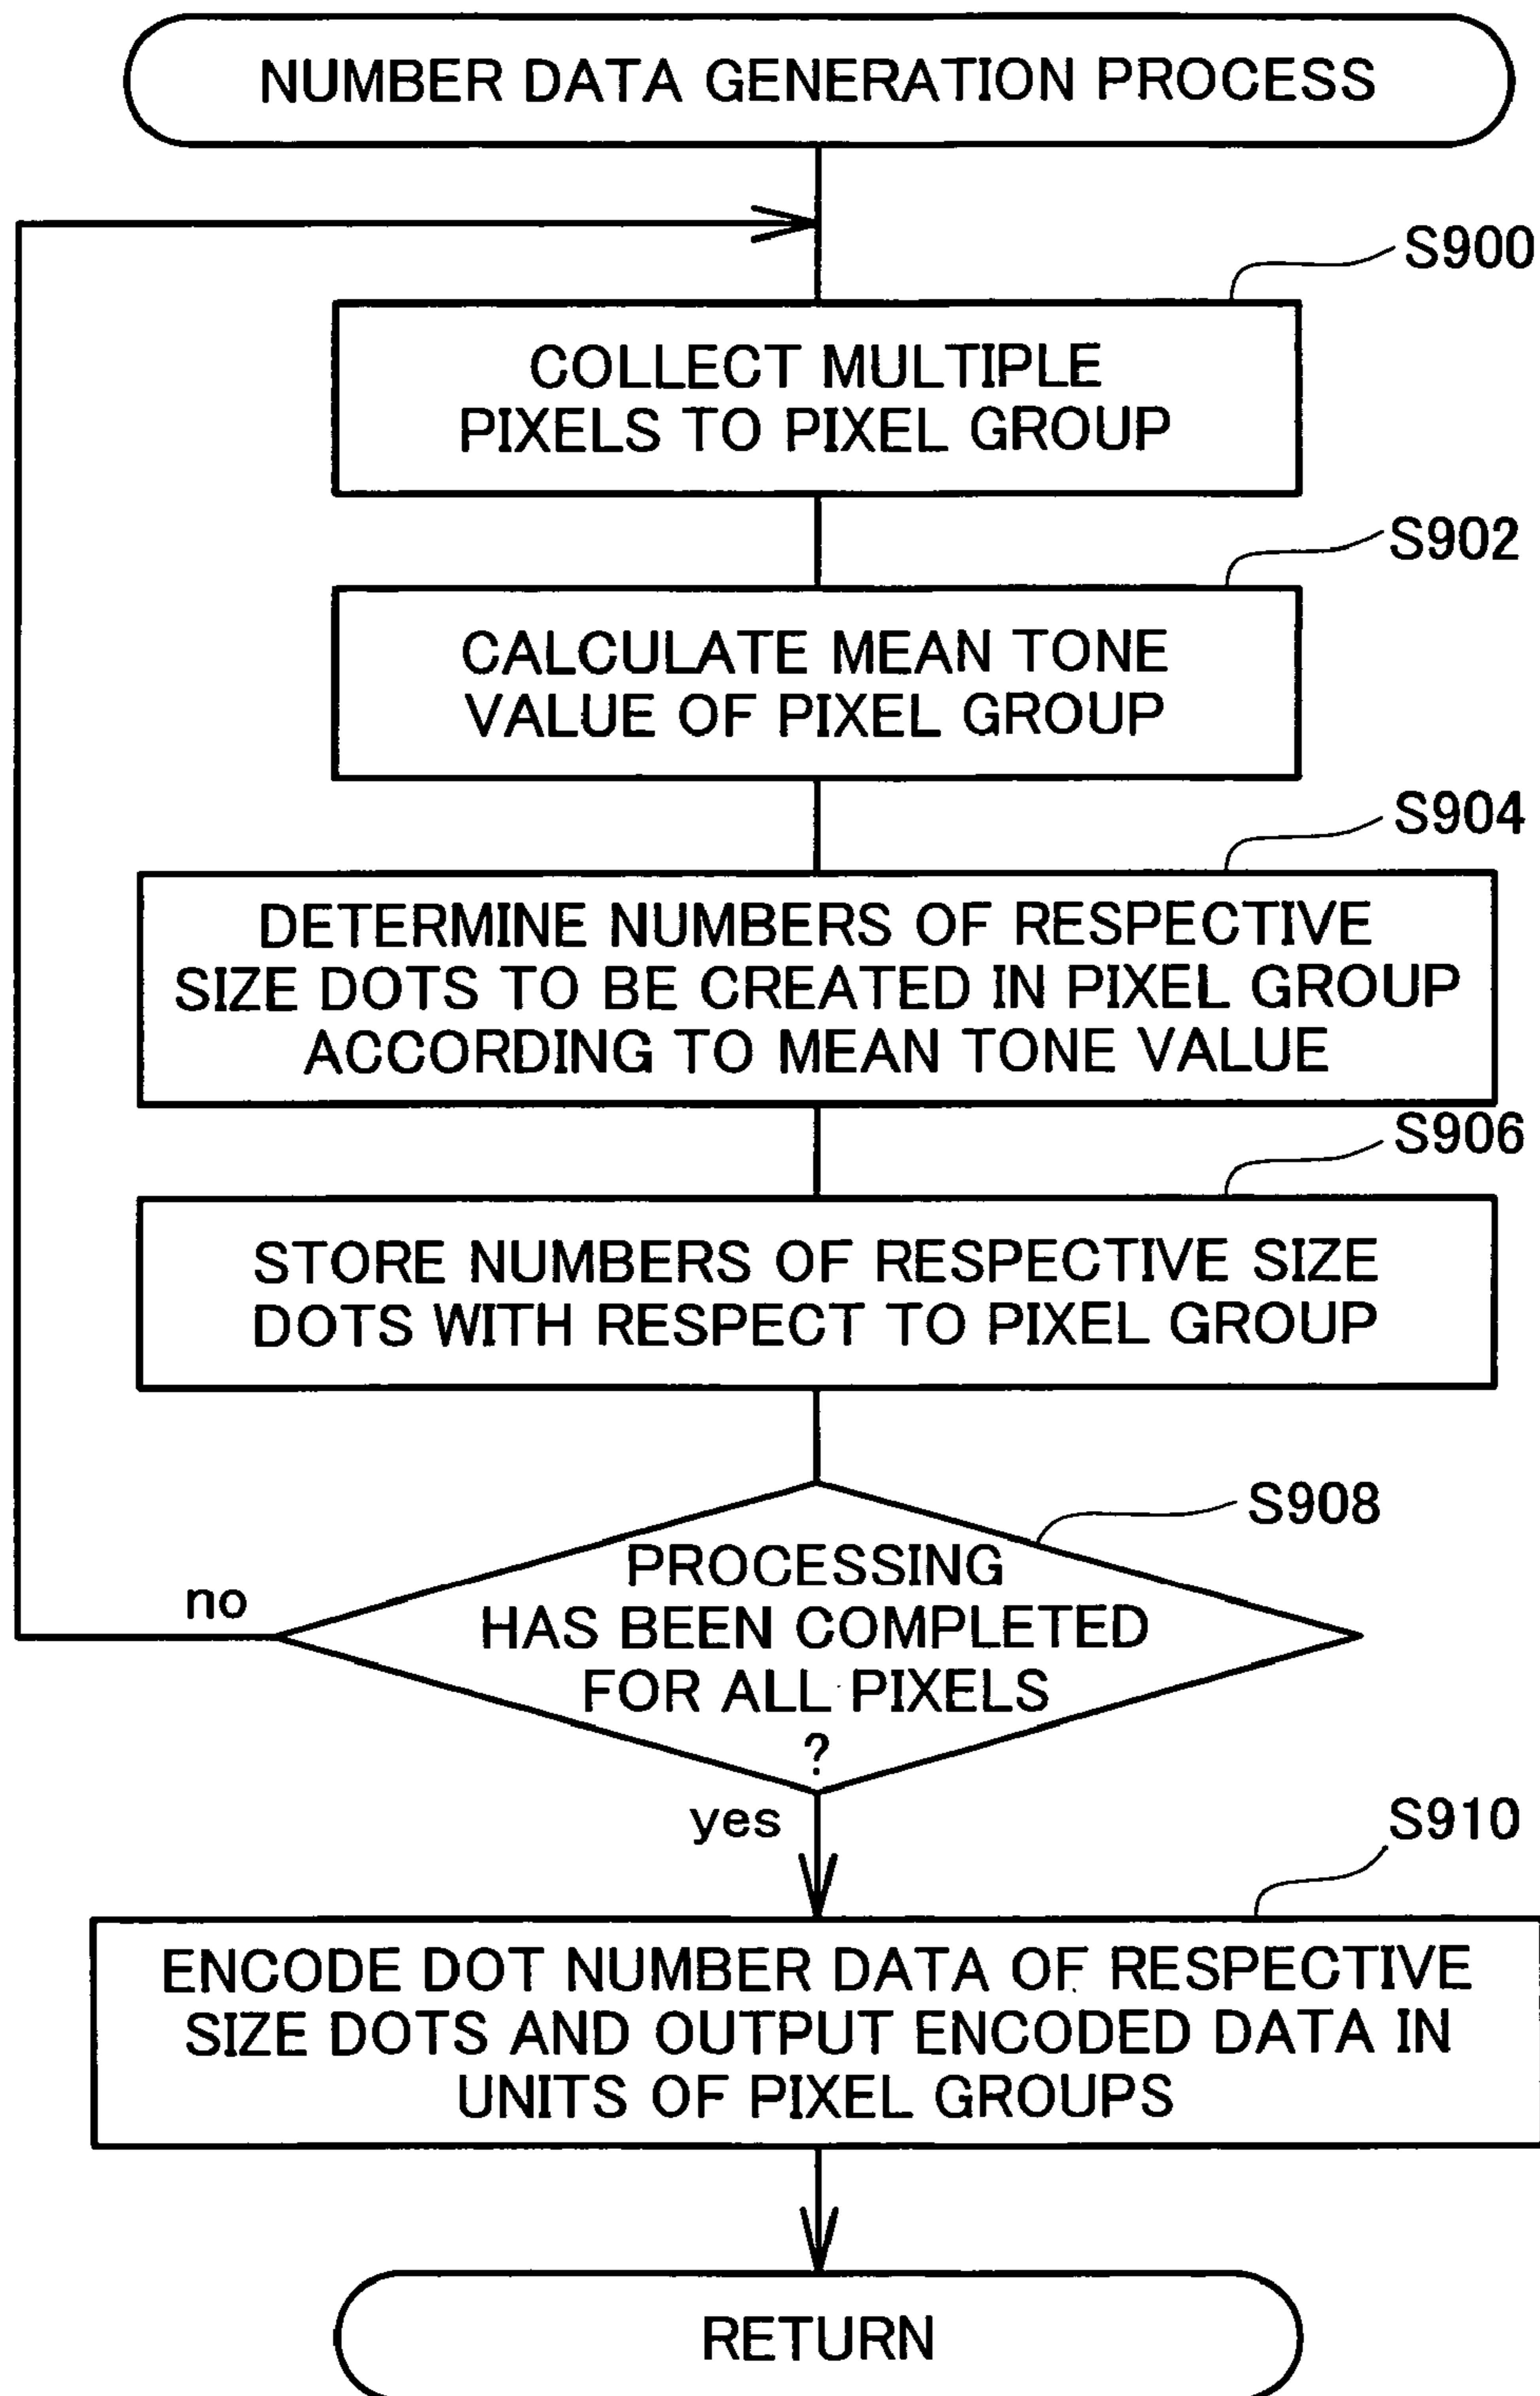 NUMBER DATA GENERATION PROCESS
S900
COLLECT MULTIPLE
PIXELS TO PIXEL GROUP
S902
CALCULATE MEAN TONE
VALUE OF PIXEL GROUP
S904
DETERMINE NUMBERS OF RESPECTIVE
SIZE DOTS TO BE CREATED IN PIXEL GROUP
ACCORDING TO MEAN TONE VALUE
S906
STORE NUMBERS OF RESPECTIVE SIZE
DOTS WITH RESPECT TO PIXEL GROUP
S908
PROCESSING
HAS BEEN COMPLETED
FOR ALL PIXELS
?
no
yes
S910
ENCODE DOT NUMBER DATA OF RESPECTIVE
SIZE DOTS AND OUTPUT ENCODED DATA IN
UNITS OF PIXEL GROUPS
RETURN